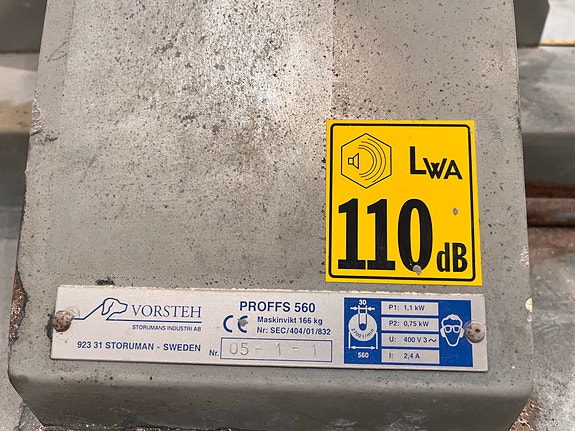 LWA
110 dB
VORSTEH
STORUMANS INDUSTRI AB
923 31 STORUMAN - SWEDEN
PROFFS 560
CE Maskinvikt 166 kg
Nr: SEC/404/01/832
Nr. 05 - 1
30
560
P1: 1,1 kW
P2: 0,75 kW
U: 400 V 3~
I: 2,4 A